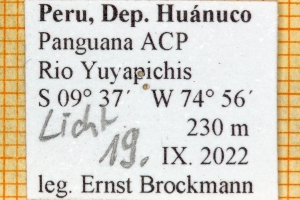 Peru, Dep. Huánuco
Panguana ACP
Rio Yuyapichis
S 09° 37´ W 74° 56´
Licht 230 m
19. IX. 2022
leg. Ernst Brockmann